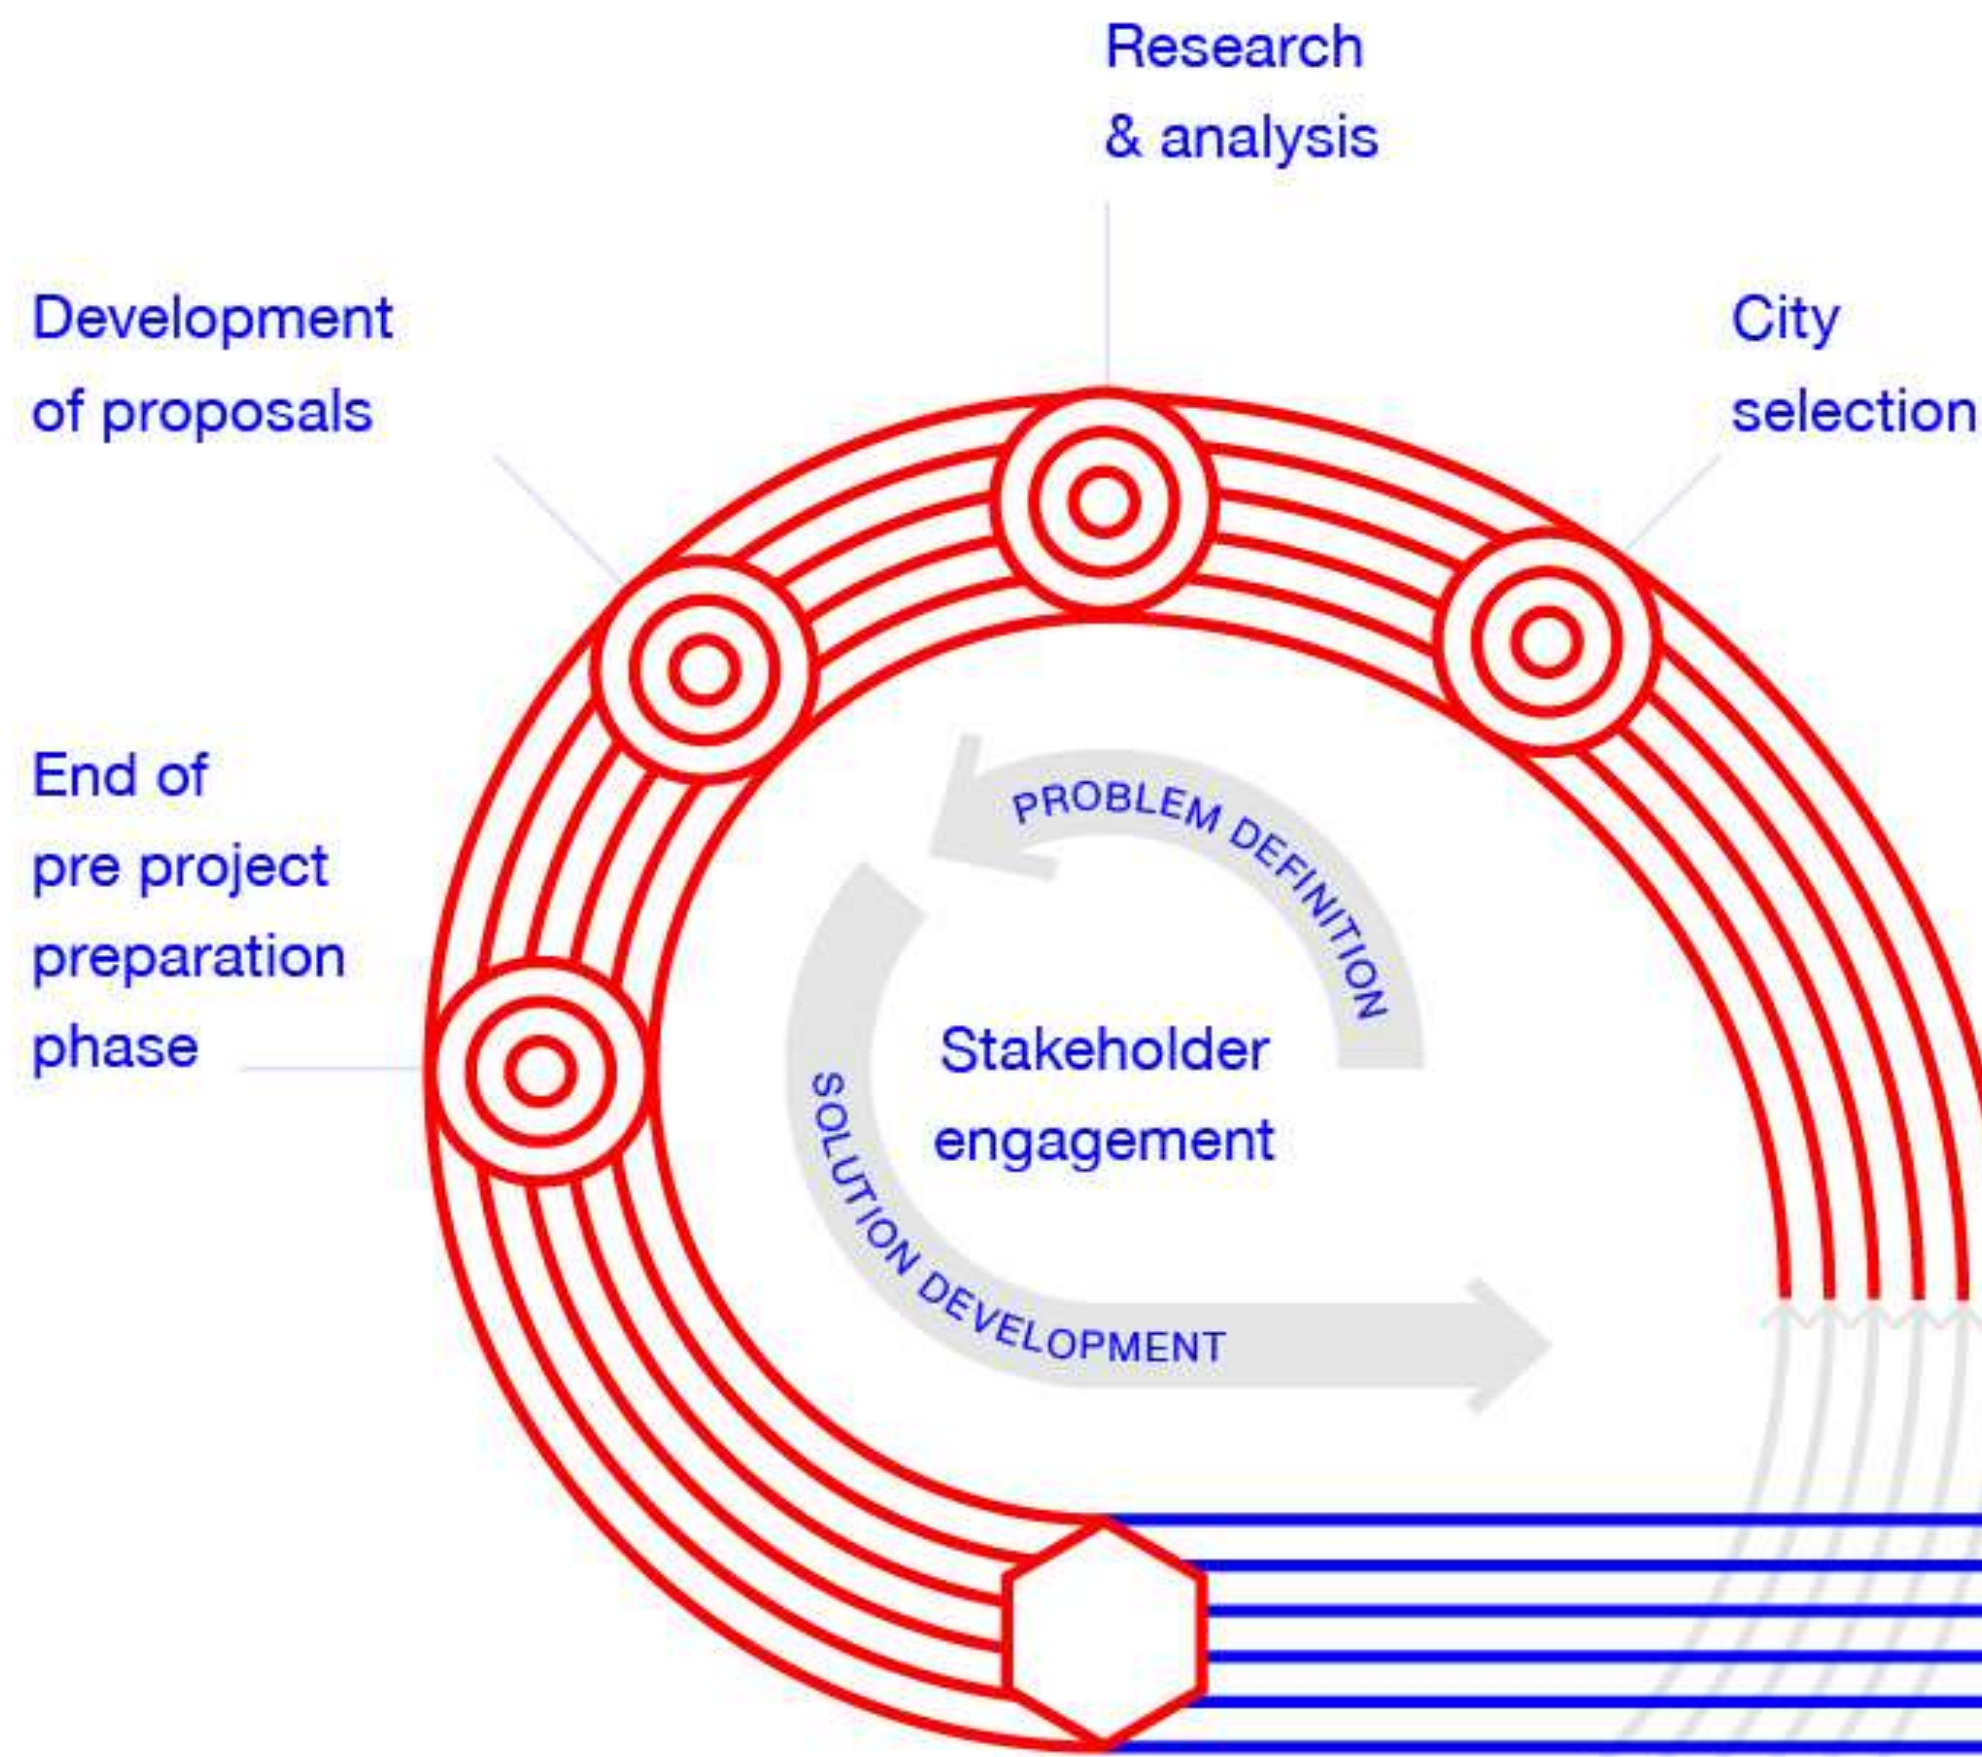 Research
& analysis
Development
of proposals
City
selection
End of
pre project
preparation
phase
PROBLEM DEFINITION
Stakeholder
engagement
SOLUTION DEVELOPMENT